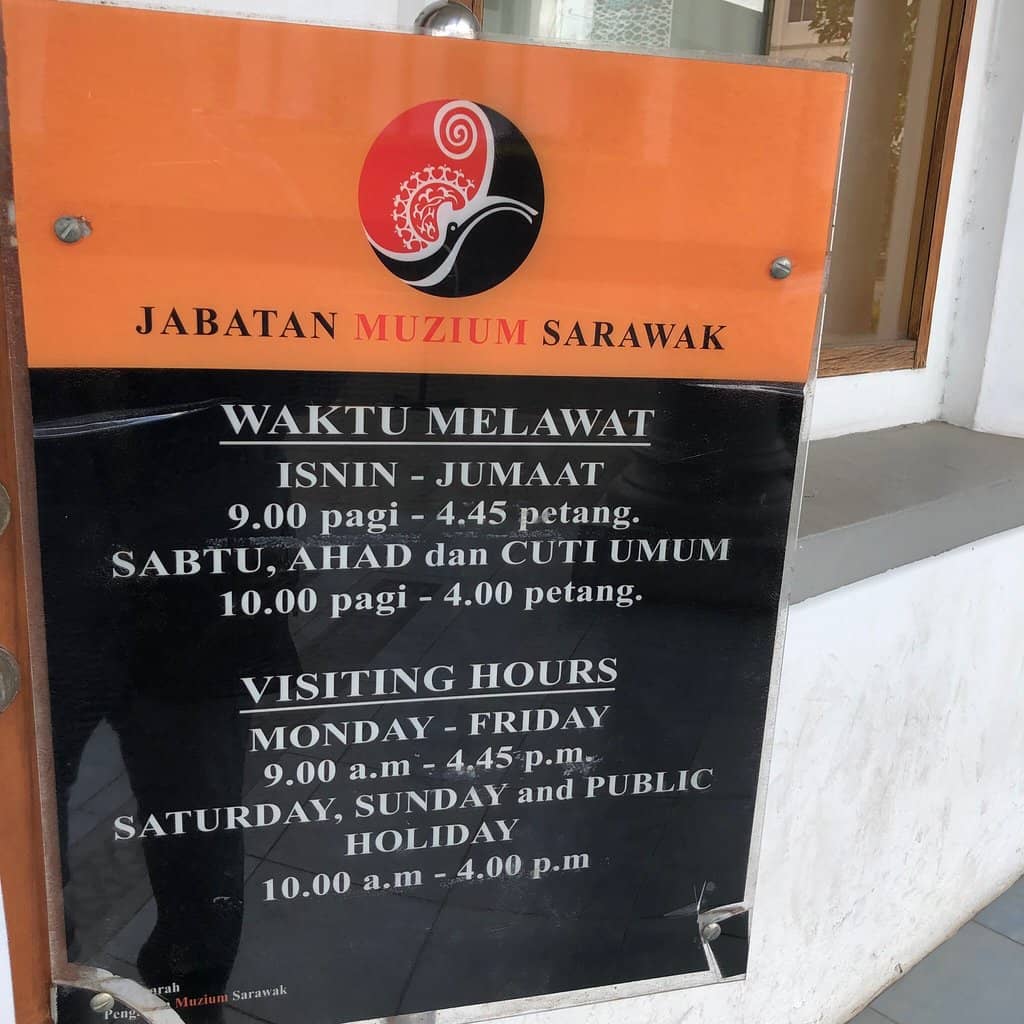 JABATAN MUZIUM SARAWAK
WAKTU MELAWAT
ISNIN - JUMAAT
9.00 pagi - 4.45 petang.
SABTU, AHAD dan CUTI UMUM
10.00 pagi - 4.00 petang.
VISITING HOURS
MONDAY - FRIDAY
9.00 a.m - 4.45 p.m.
SATURDAY, SUNDAY and PUBLIC
HOLIDAY
10.00 a.m - 4.00 p.m
Muzium Sarawak